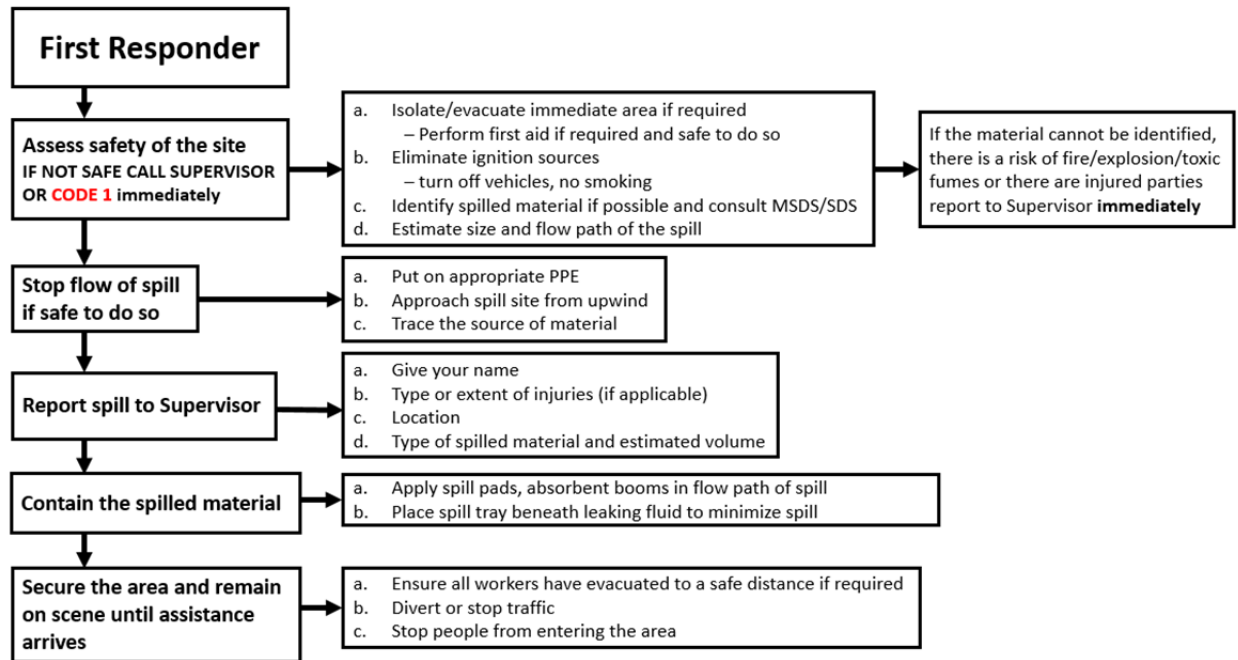 First Responder
Assess safety of the site
IF NOT SAFE CALL SUPERVISOR
OR CODE 1 immediately
a. Isolate/evacuate immediate area if required
– Perform first aid if required and safe to do so
b. Eliminate ignition sources
– turn off vehicles, no smoking
c. Identify spilled material if possible and consult MSDS/SDS
d. Estimate size and flow path of the spill
If the material cannot be identified,
there is a risk of fire/explosion/toxic
fumes or there are injured parties
report to Supervisor immediately
Stop flow of spill
if safe to do so
a. Put on appropriate PPE
b. Approach spill site from upwind
c. Trace the source of material
Report spill to Supervisor
a. Give your name
b. Type or extent of injuries (if applicable)
c. Location
d. Type of spilled material and estimated volume
Contain the spilled material
a. Apply spill pads, absorbent booms in flow path of spill
b. Place spill tray beneath leaking fluid to minimize spill
Secure the area and remain
on scene until assistance
arrives
a. Ensure all workers have evacuated to a safe distance if required
b. Divert or stop traffic
c. Stop people from entering the area